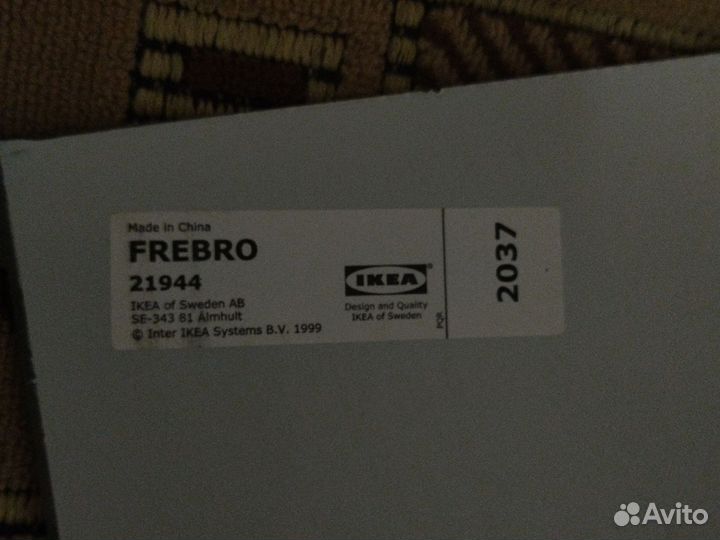 Made in China
FREBRO
21944
IKEA of Sweden AB
SE-343 81 Älmhult
© Inter IKEA Systems B.V. 1999
IKEA
®
Design and Quality
IKEA of Sweden
PQR
2037
Avito